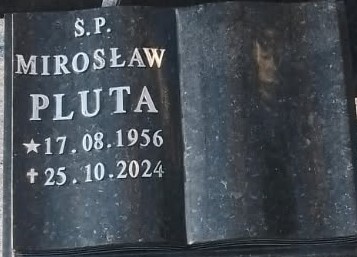 Ś.P.
MIROSŁAW
PLUTA
★17.08.1956
✝25.10.2024